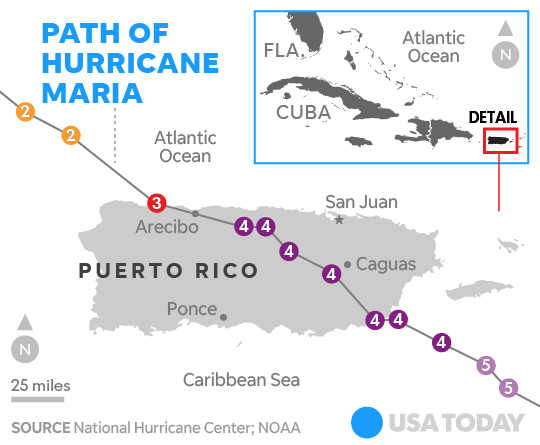 PATH OF
HURRICANE
MARIA
FLA.
Atlantic
Ocean
N
CUBA
DETAIL
2
2
Atlantic
Ocean
3
San Juan
Arecibo
4
4
4
PUERTO RICO
4
Caguas
Ponce
4
4
4
N
5
5
25 miles
Caribbean Sea
SOURCE National Hurricane Center; NOAA
USA TODAY